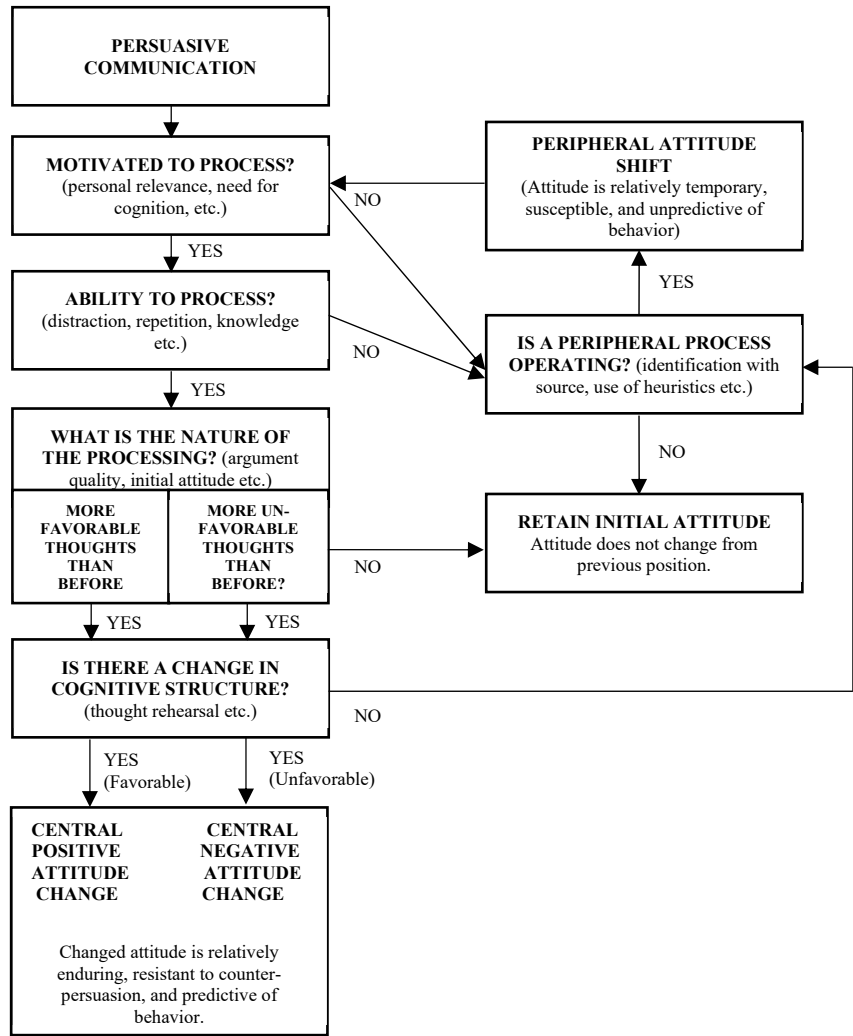 PERSUASIVE
COMMUNICATION
MOTIVATED TO PROCESS?
(personal relevance, need for
cognition, etc.)
PERIPHERAL ATTITUDE
SHIFT
(Attitude is relatively temporary,
susceptible, and unpredictive of
behavior)
NO
YES
YES
ABILITY TO PROCESS?
(distraction, repetition, knowledge
etc.)
NO
IS A PERIPHERAL PROCESS
OPERATING? (identification with
source, use of heuristics etc.)
YES
WHAT IS THE NATURE OF
THE PROCESSING? (argument
quality, initial attitude etc.)
NO
MORE
FAVORABLE
THOUGHTS
THAN
BEFORE
MORE UN-
FAVORABLE
THOUGHTS
THAN
BEFORE?
NO
RETAIN INITIAL ATTITUDE
Attitude does not change from
previous position.
YES
YES
IS THERE A CHANGE IN
COGNITIVE STRUCTURE?
(thought rehearsal etc.)
NO
YES
(Favorable)
YES
(Unfavorable)
CENTRAL
POSITIVE
ATTITUDE
CHANGE
CENTRAL
NEGATIVE
ATTITUDE
CHANGE
Changed attitude is relatively
enduring, resistant to counter-
persuasion, and predictive of
behavior.